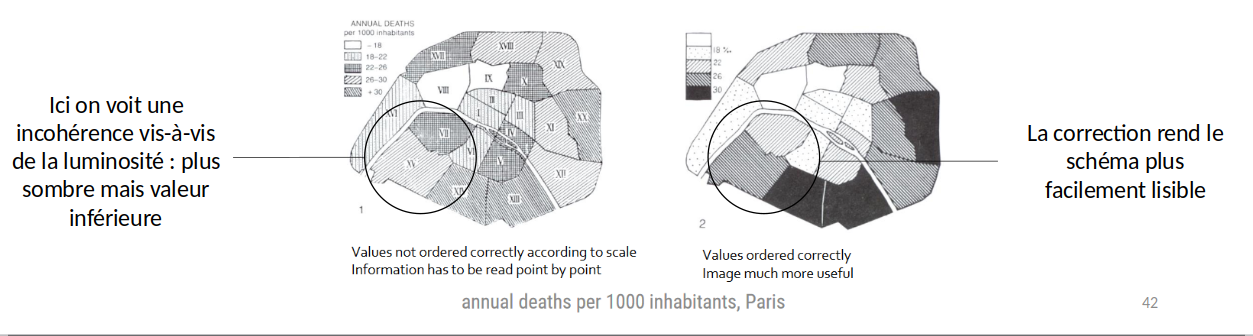 Ici on voit une
incohérence vis-à-vis
de la luminosité : plus
sombre mais valeur
inférieure
ANNUAL DEATHS
per 1000 inhabitants
– 18
18–22
22–26
26–30
+ 30
XVII
XVIII
XIX
IX
X
VIII
II
III
XVI
I
XX
VII
IV
XI
XV
VI
V
XII
XIV
XIII
1
Values not ordered correctly according to scale
Information has to be read point by point
18 ‰
22
26
30
2
Values ordered correctly
Image much more useful
La correction rend le
schéma plus
facilement lisible
annual deaths per 1000 inhabitants, Paris
42